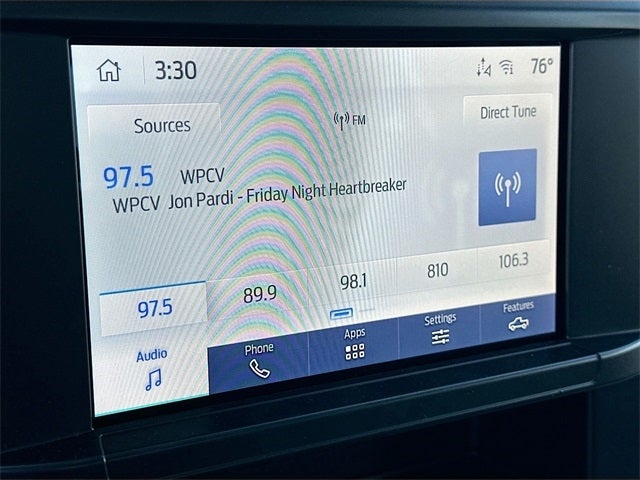 3:30 76°
Sources FM Direct Tune
97.5 WPCV
WPCV Jon Pardi - Friday Night Heartbreaker
97.5 89.9 98.1 810 106.3
Audio Phone Apps Settings Features